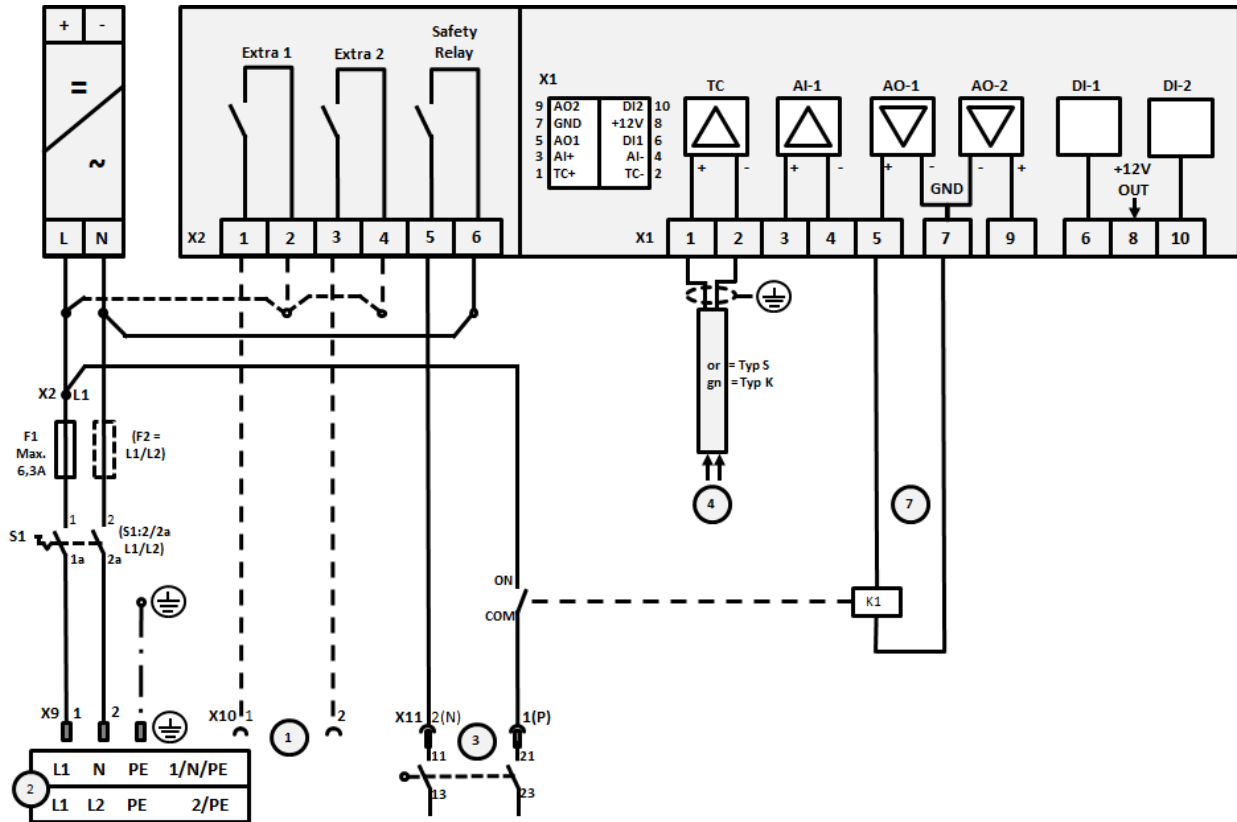 + -
= ~
L N
Extra 1 Extra 2 Safety
Relay
X2 1 2 3 4 5 6
X1
9 AO2 DI2 10
7 GND +12V 8
5 AO1 DI1 6
3 AI+ AI- 4
1 TC+ TC- 2
TC AI-1 AO-1 AO-2 DI-1 DI-2
+ - + - + - - +
GND
+12V
OUT
X1 1 2 3 4 5 7 9 6 8 10
or = Typ S
gn = Typ K
4
7
X2 L1
F1
Max.
6,3A
(F2 =
L1/L2)
S1
1 2
1a 2a
(S1:2/2a
L1/L2)
ON
COM
K1
X9 1 2
X10 1 2
1
X11 2(N) 1(P)
3
11 21
13 23
2
L1 N PE 1/N/PE
L1 L2 PE 2/PE